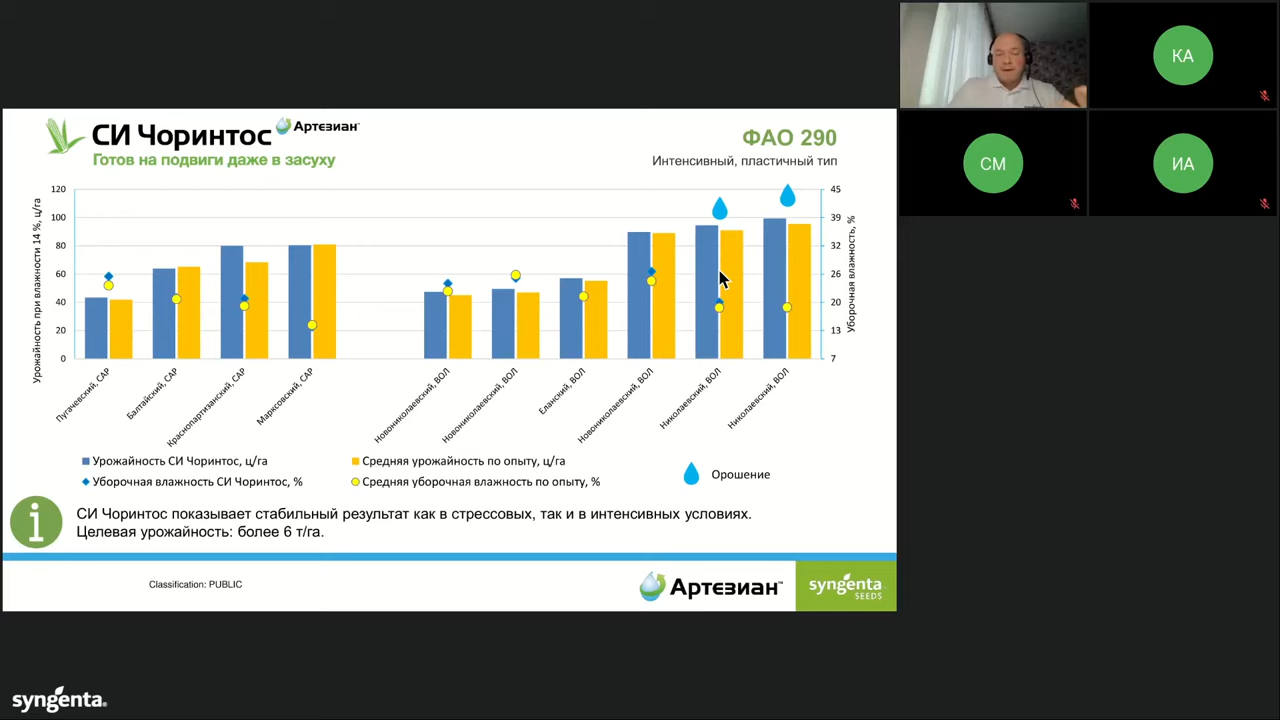 СИ Чоринтос
Артезиан™
Готов на подвиги даже в засуху
ФАО 290
Интенсивный, пластичный тип
КА
СМ
ИА
Урожайность при влажности 14 %, ц/га
120
100
80
60
40
20
0
45
39
32
26
20
13
7
Уборочная влажность, %
Пугачевский, САР
Балтайский, САР
Краснопартизанский, САР
Марксовский, САР
Новониколаевский, ВОЛ
Новониколаевский, ВОЛ
Еланский, ВОЛ
Новониколаевский, ВОЛ
Николаевский, ВОЛ
Николаевский, ВОЛ
Урожайность СИ Чоринтос, ц/га
Средняя урожайность по опыту, ц/га
Уборочная влажность СИ Чоринтос, %
Средняя уборочная влажность по опыту, %
Орошение
i
СИ Чоринтос показывает стабильный результат как в стрессовых, так и в интенсивных условиях.
Целевая урожайность: более 6 т/га.
Classification: PUBLIC
Артезиан™
syngenta
SEEDS
syngenta®